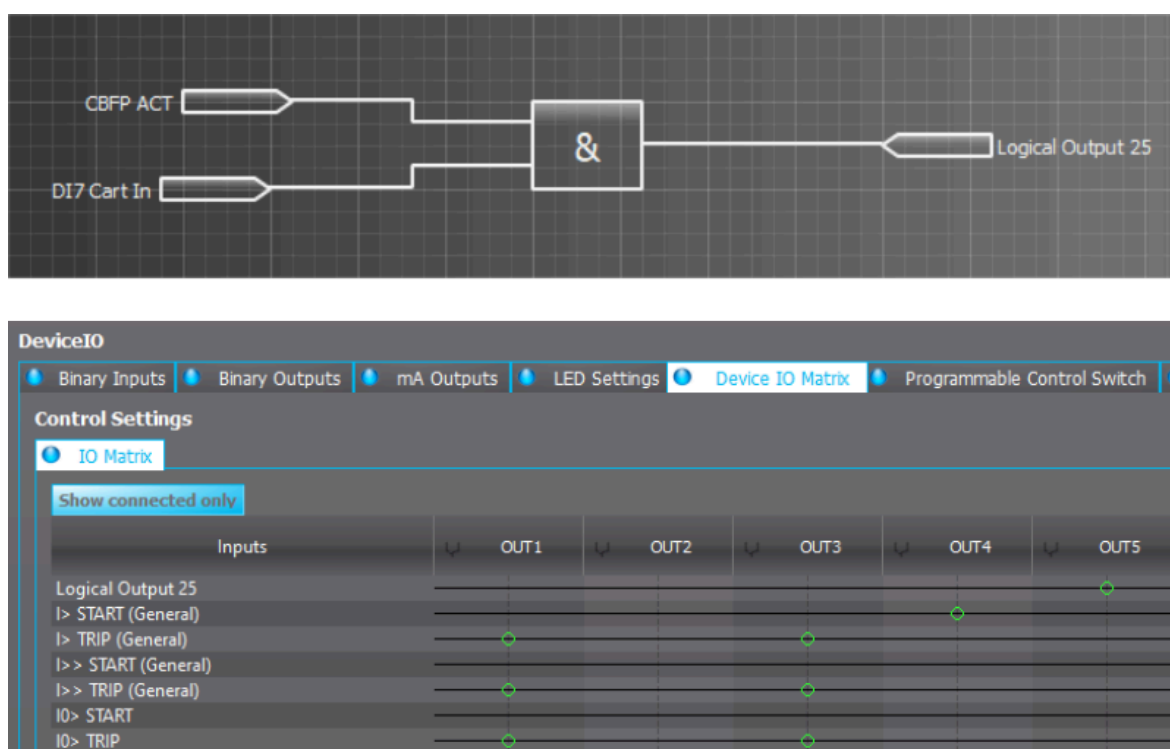 CBFP ACT
&
Logical Output 25
DI7 Cart In
DeviceIO
Binary Inputs Binary Outputs mA Outputs LED Settings Device IO Matrix Programmable Control Switch
Control Settings
IO Matrix
Show connected only
Inputs OUT1 OUT2 OUT3 OUT4 OUT5
Logical Output 25
I> START (General)
I> TRIP (General)
I>> START (General)
I>> TRIP (General)
I0> START
I0> TRIP